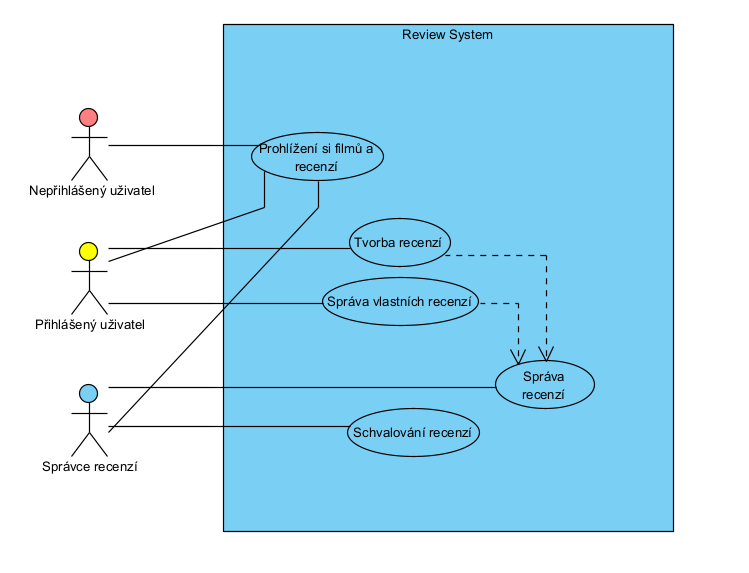 Review System
Prohlížení si filmů a
recenzí
Nepřihlášený uživatel
Tvorba recenzí
Správa vlastních recenzí
Přihlášený uživatel
Správa
recenzí
Schvalování recenzí
Správce recenzí